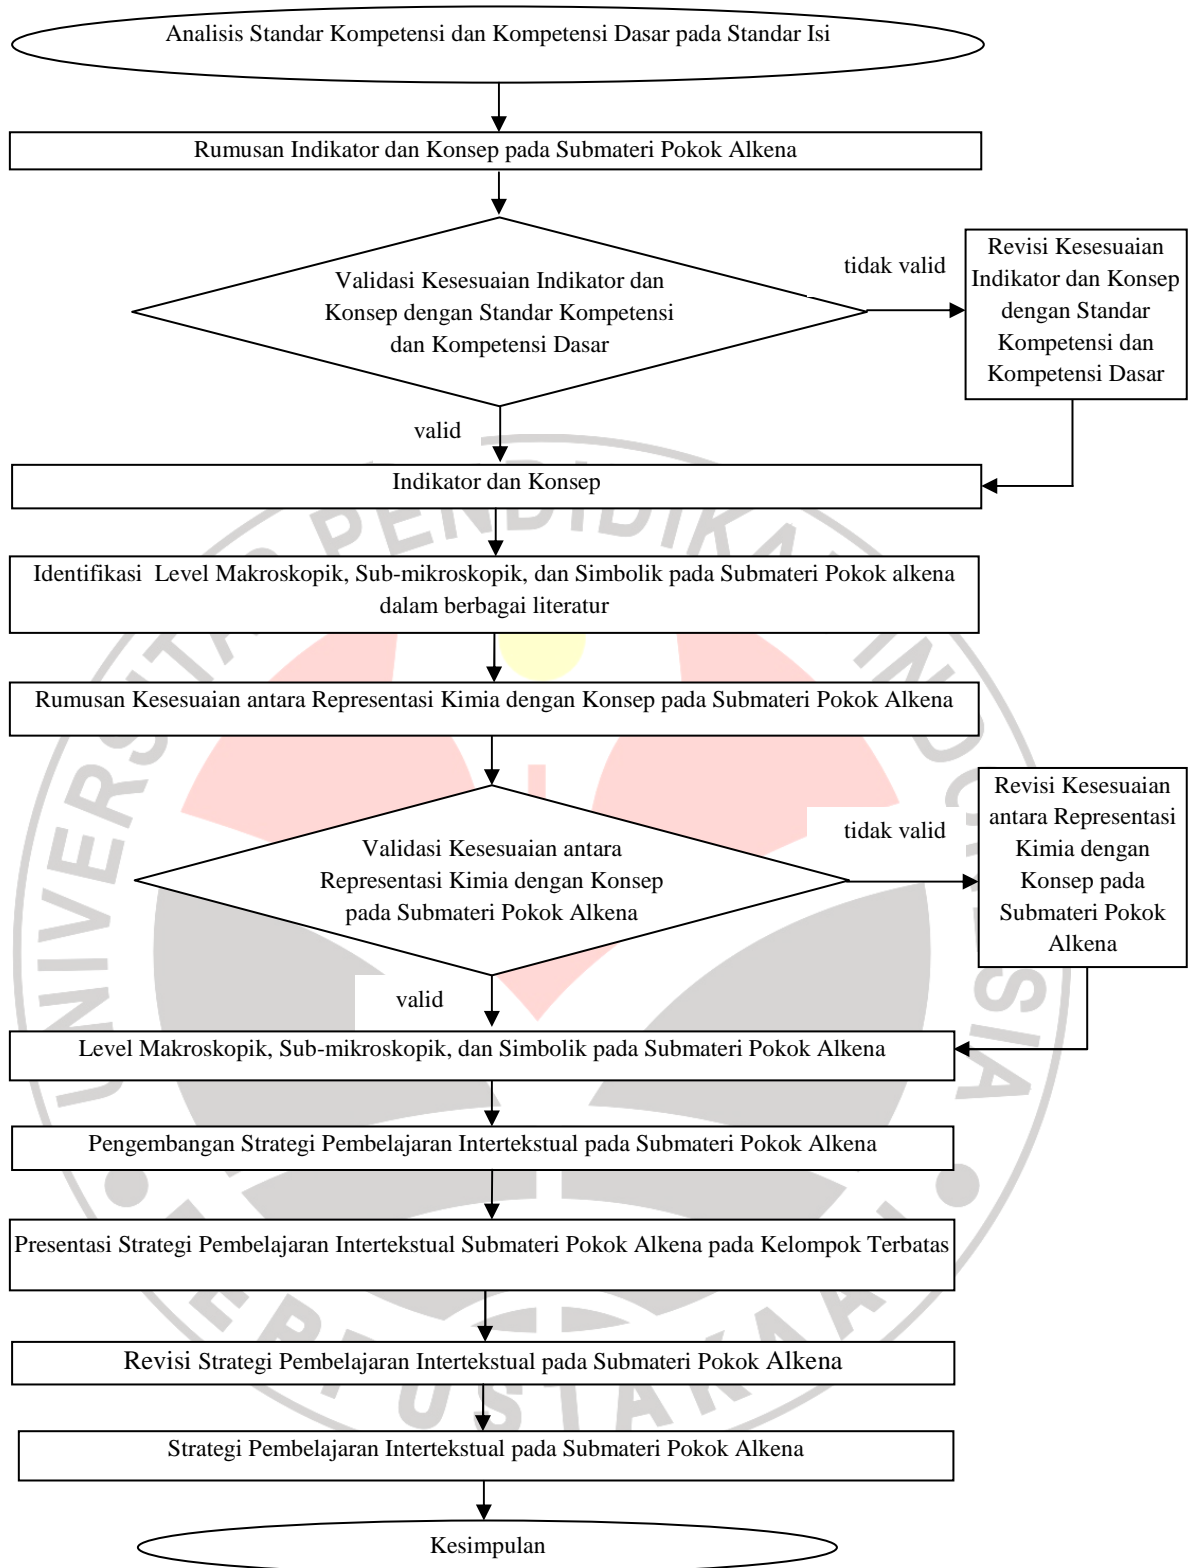 Analisis Standar Kompetensi dan Kompetensi Dasar pada Standar Isi
Rumusan Indikator dan Konsep pada Submateri Pokok Alkena
Validasi Kesesuaian Indikator dan
Konsep dengan Standar Kompetensi
dan Kompetensi Dasar
tidak valid
Revisi Kesesuaian
Indikator dan Konsep
dengan Standar
Kompetensi dan
Kompetensi Dasar
valid
Indikator dan Konsep
Identifikasi Level Makroskopik, Sub-mikroskopik, dan Simbolik pada Submateri Pokok alkena
dalam berbagai literatur
Rumusan Kesesuaian antara Representasi Kimia dengan Konsep pada Submateri Pokok Alkena
Validasi Kesesuaian antara
Representasi Kimia dengan Konsep
pada Submateri Pokok Alkena
tidak valid
Revisi Kesesuaian
antara Representasi
Kimia dengan
Konsep pada
Submateri Pokok
Alkena
valid
Level Makroskopik, Sub-mikroskopik, dan Simbolik pada Submateri Pokok Alkena
Pengembangan Strategi Pembelajaran Intertekstual pada Submateri Pokok Alkena
Presentasi Strategi Pembelajaran Intertekstual Submateri Pokok Alkena pada Kelompok Terbatas
Revisi Strategi Pembelajaran Intertekstual pada Submateri Pokok Alkena
Strategi Pembelajaran Intertekstual pada Submateri Pokok Alkena
Kesimpulan
UNIVERSITAS PENDIDIKAN INDONESIA
PERPUSTAKAAN